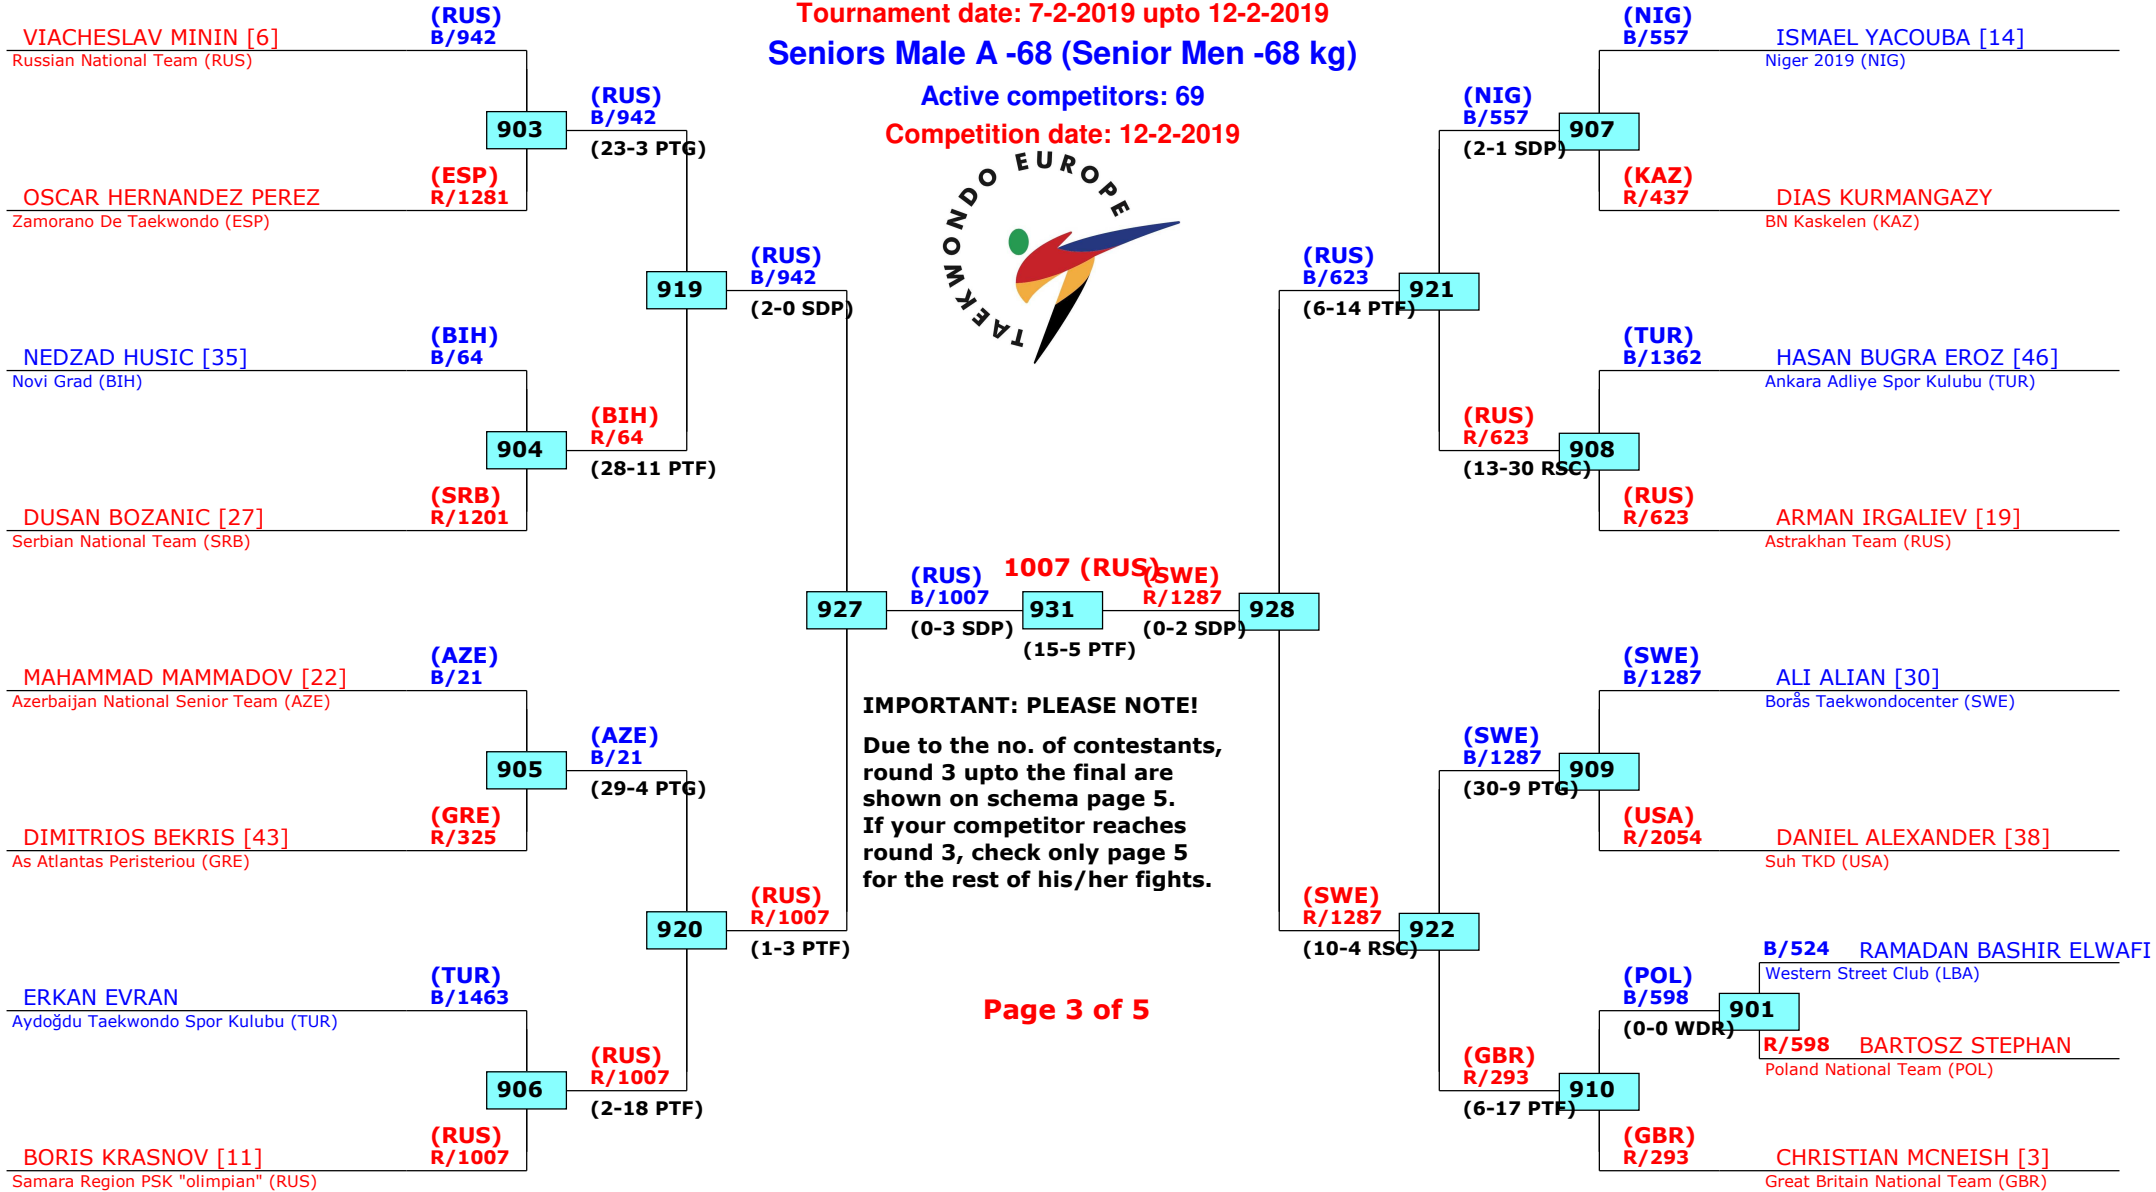 Tournament date: 7-2-2019 upto 12-2-2019
Seniors Male A -68 (Senior Men -68 kg)
Active competitors: 69
Competition date: 12-2-2019
TAEKWONDO EUROPE
(RUS)
VIACHESLAV MININ [6] B/942
Russian National Team (RUS)
(RUS)
B/942
903
(23-3 PTG)
(ESP)
OSCAR HERNANDEZ PEREZ R/1281
Zamorano De Taekwondo (ESP)
(RUS)
B/942
919
(2-0 SDP)
(BIH)
NEDZAD HUSIC [35] B/64
Novi Grad (BIH)
(BIH)
R/64
904
(28-11 PTF)
(SRB)
DUSAN BOZANIC [27] R/1201
Serbian National Team (SRB)
927
(RUS)
B/1007
(0-3 SDP)
1007 (RUS)
931
(15-5 PTF)
(SWE)
R/1287
(0-2 SDP)
928
(AZE)
MAHAMMAD MAMMADOV [22] B/21
Azerbaijan National Senior Team (AZE)
(AZE)
B/21
905
(29-4 PTG)
(GRE)
DIMITRIOS BEKRIS [43] R/325
As Atlantas Peristeriou (GRE)
(RUS)
R/1007
920
(1-3 PTF)
(TUR)
ERKAN EVRAN B/1463
Aydoğdu Taekwondo Spor Kulubu (TUR)
(RUS)
R/1007
906
(2-18 PTF)
(RUS)
BORIS KRASNOV [11] R/1007
Samara Region PSK "olimpian" (RUS)
IMPORTANT: PLEASE NOTE!
Due to the no. of contestants,
round 3 upto the final are
shown on schema page 5.
If your competitor reaches
round 3, check only page 5
for the rest of his/her fights.
Page 3 of 5
(NIG)
B/557 ISMAEL YACOUBA [14]
Niger 2019 (NIG)
(NIG)
B/557
907
(2-1 SDP)
(KAZ)
R/437 DIAS KURMANGAZY
BN Kaskelen (KAZ)
(RUS)
B/623
921
(6-14 PTF)
(TUR)
B/1362 HASAN BUGRA EROZ [46]
Ankara Adliye Spor Kulubu (TUR)
(RUS)
R/623
908
(13-30 RSC)
(RUS)
R/623 ARMAN IRGALIEV [19]
Astrakhan Team (RUS)
(SWE)
B/1287 ALI ALIAN [30]
Borås Taekwondocenter (SWE)
(SWE)
B/1287
909
(30-9 PTG)
(USA)
R/2054 DANIEL ALEXANDER [38]
Suh TKD (USA)
(SWE)
R/1287
922
(10-4 RSC)
B/524 RAMADAN BASHIR ELWAFI
Western Street Club (LBA)
(POL)
B/598
901
(0-0 WDR)
R/598 BARTOSZ STEPHAN
Poland National Team (POL)
(GBR)
R/293
910
(6-17 PTF)
(GBR)
R/293 CHRISTIAN MCNEISH [3]
Great Britain National Team (GBR)